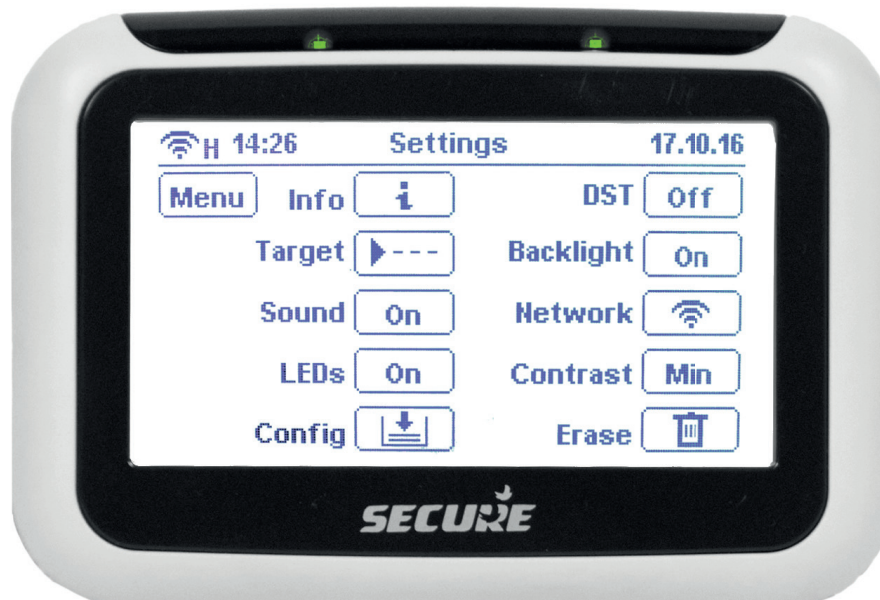 H 14:26 Settings 17.10.16
Menu Info i DST Off
Target --- Backlight On
Sound On Network
LEDs On Contrast Min
Config Erase
SECURE